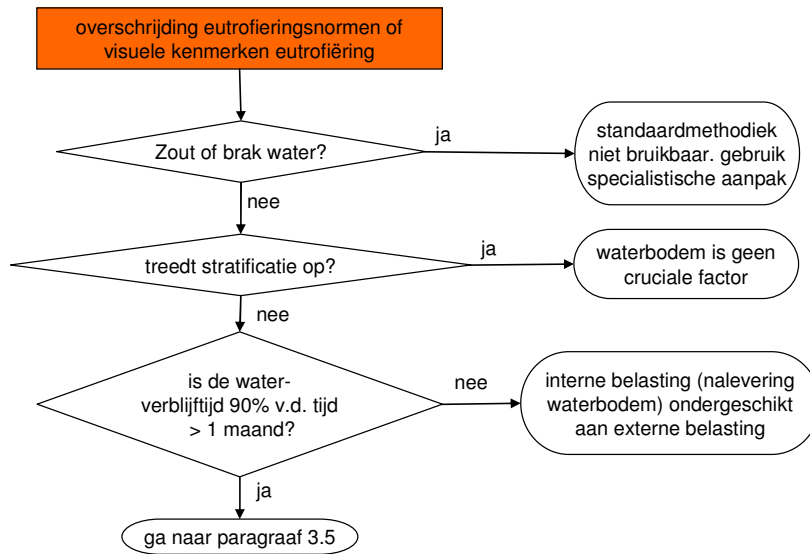 overschrijding eutrofieringsnormen of
visuele kenmerken eutrofiëring
Zout of brak water?
ja
standaardmethodiek
niet bruikbaar. gebruik
specialistische aanpak
nee
treedt stratificatie op?
ja
waterbodem is geen
cruciale factor
nee
is de water-
verblijftijd 90% v.d. tijd
> 1 maand?
nee
interne belasting (nalevering
waterbodem) ondergeschikt
aan externe belasting
ja
ga naar paragraaf 3.5